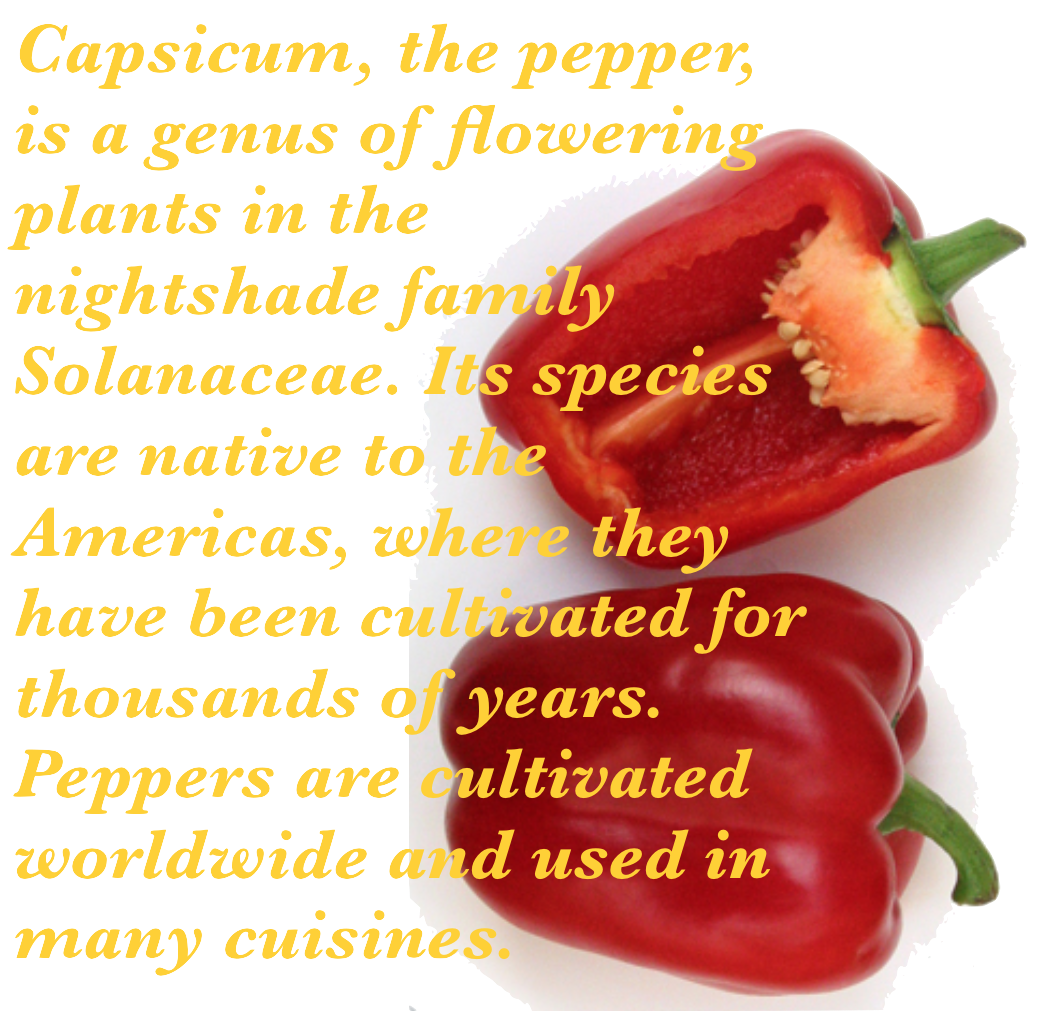 Capsicum, the pepper,
is a genus of flowering
plants in the
nightshade family
Solanaceae. Its species
are native to the
Americas, where they
have been cultivated for
thousands of years.
Peppers are cultivated
worldwide and used in
many cuisines.